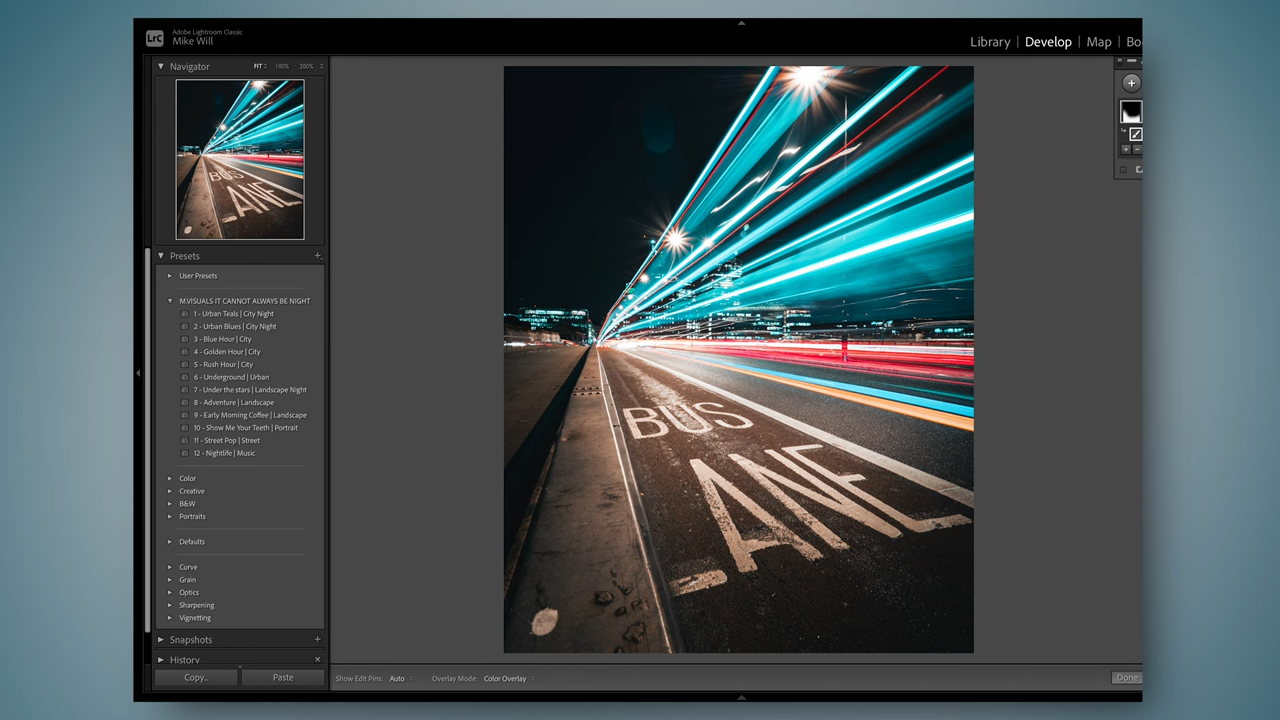 LrC
Adobe Lightroom Classic
Mike Will
Library | Develop | Map | Bo
Navigator FIT 100% 200%
BUS
LANE
Presets +
User Presets
M.VISUALS IT CANNOT ALWAYS BE NIGHT
1 - Urban Teals | City Night
2 - Urban Blues | City Night
3 - Blue Hour | City
4 - Golden Hour | City
5 - Rush Hour | City
6 - Underground | Urban
7 - Under the stars | Landscape Night
8 - Adventure | Landscape
9 - Early Morning Coffee | Landscape
10 - Show Me Your Teeth | Portrait
11 - Street Pop | Street
12 - Nightlife | Music
Color
Creative
B&W
Portraits
Defaults
Curve
Grain
Optics
Sharpening
Vignetting
Snapshots +
History ×
Copy... Paste
BUS
LANE
Show Edit Pins: Auto Overlay Mode: Color Overlay
Done